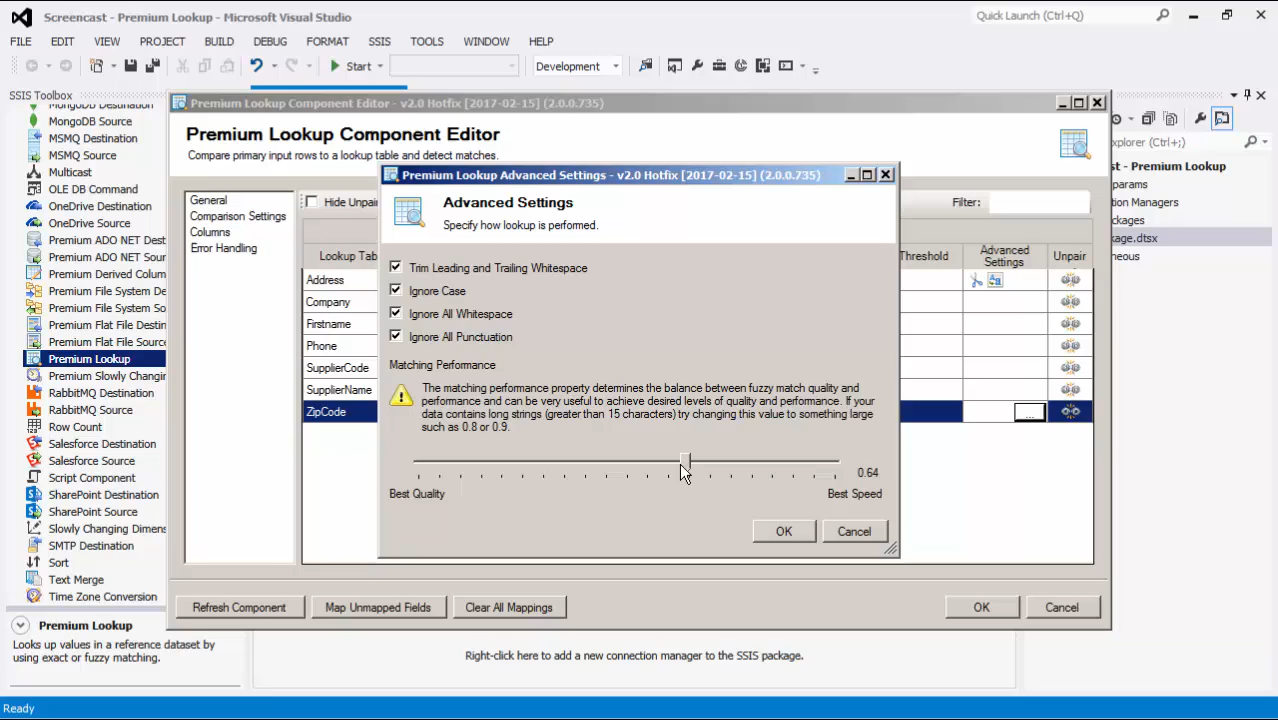 Screencast - Premium Lookup - Microsoft Visual Studio
Quick Launch (Ctrl+Q)
FILE EDIT VIEW PROJECT BUILD DEBUG FORMAT SSIS TOOLS WINDOW HELP
Start
Development
SSIS Toolbox
MongoDB Destination
MongoDB Source
MSMQ Destination
MSMQ Source
Multicast
OLE DB Command
OneDrive Destination
OneDrive Source
Premium ADO NET Dest
Premium ADO NET Sour
Premium Derived Colum
Premium File System De
Premium File System So
Premium Flat File Destin
Premium Flat File Source
Premium Lookup
Premium Slowly Changin
RabbitMQ Destination
RabbitMQ Source
Row Count
Salesforce Destination
Salesforce Source
Script Component
SharePoint Destination
SharePoint Source
Slowly Changing Dimens
SMTP Destination
Sort
Text Merge
Time Zone Conversion
Premium Lookup
Looks up values in a reference dataset by
using exact or fuzzy matching.
Premium Lookup Component Editor - v2.0 Hotfix [2017-02-15] (2.0.0.735)
Premium Lookup Component Editor
Compare primary input rows to a lookup table and detect matches.
General
Comparison Settings
Columns
Error Handling
Hide Unpai
Filter:
Lookup Tab
Threshold
Advanced
Settings
Unpair
Address
Company
Firstname
Phone
SupplierCode
SupplierName
ZipCode
...
Premium Lookup Advanced Settings - v2.0 Hotfix [2017-02-15] (2.0.0.735)
Advanced Settings
Specify how lookup is performed.
Trim Leading and Trailing Whitespace
Ignore Case
Ignore All Whitespace
Ignore All Punctuation
Matching Performance
The matching performance property determines the balance between fuzzy match quality and
performance and can be very useful to achieve desired levels of quality and performance. If your
data contains long strings (greater than 15 characters) try changing this value to something large
such as 0.8 or 0.9.
0.64
Best Quality
Best Speed
OK
Cancel
Refresh Component
Map Unmapped Fields
Clear All Mappings
OK
Cancel
xplorer (Ctrl+;)
st - Premium Lookup
arams
tion Managers
ckages
kage.dtsx
neous
Right-click here to add a new connection manager to the SSIS package.
Ready